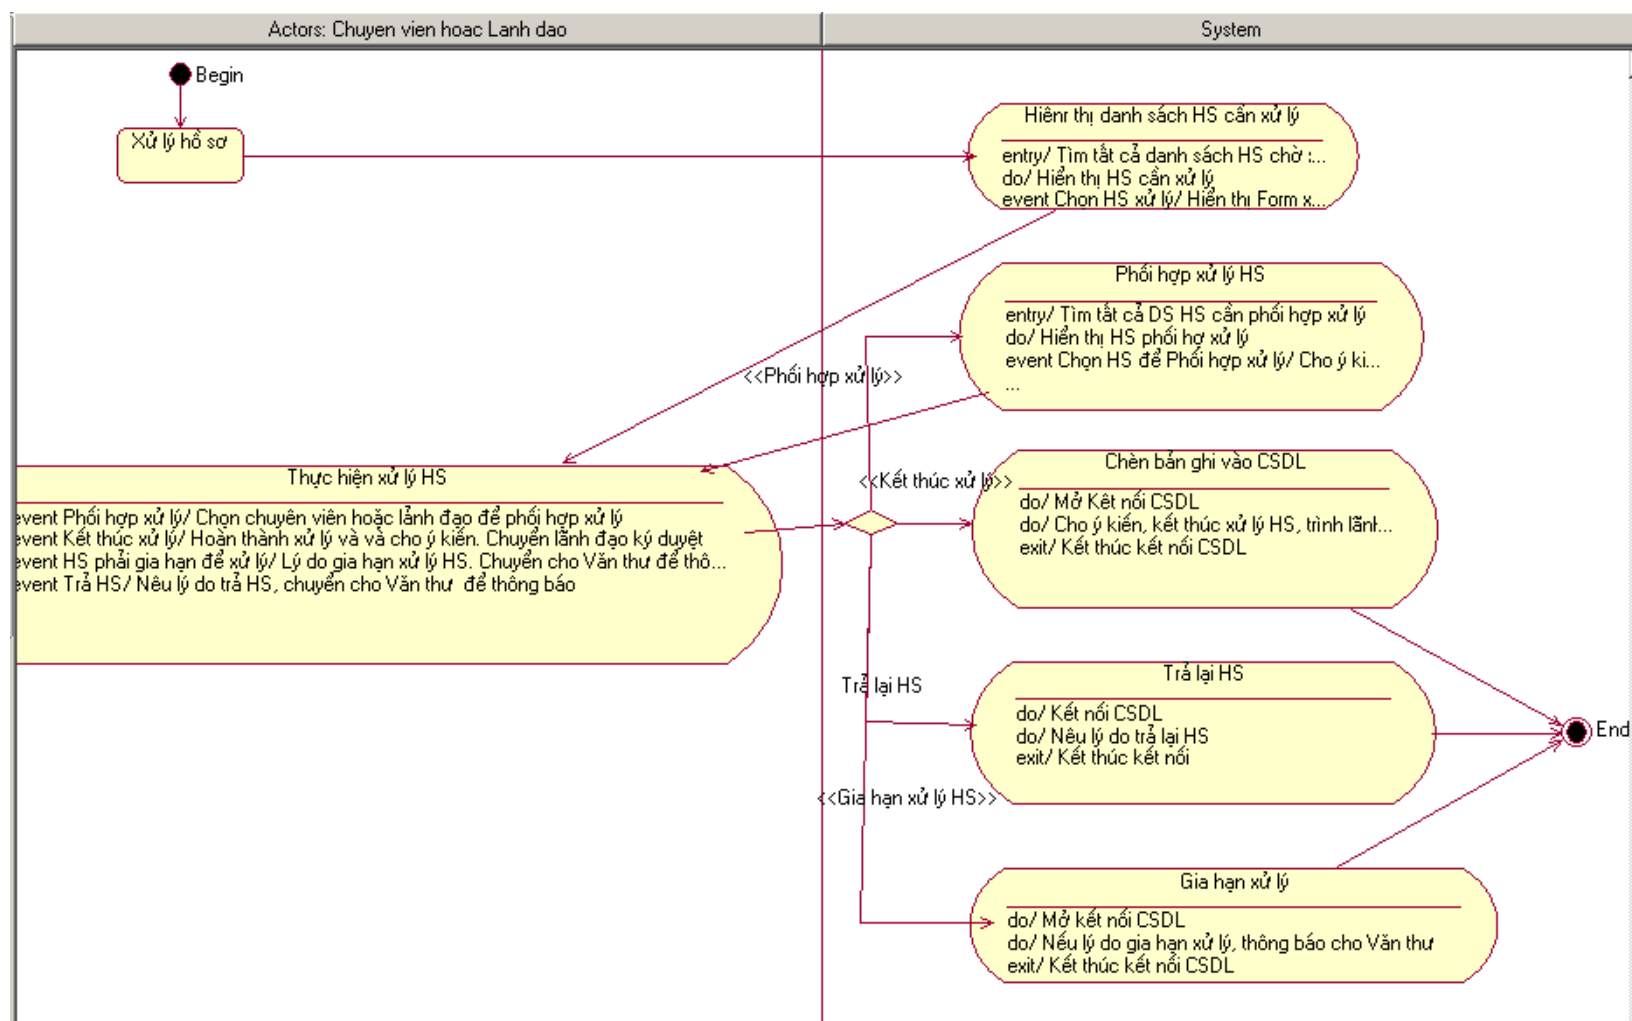 Actors: Chuyen vien hoac Lanh dao
System
Begin
Xử lý hồ sơ
Hiênr thị danh sách HS cần xử lý
entry/ Tìm tất cả danh sách HS chờ :...
do/ Hiển thị HS cần xử lý
event Chọn HS xử lý/ Hiển thị Form x...
Phối hợp xử lý HS
entry/ Tìm tất cả DS HS cần phối hợp xử lý
do/ Hiển thị HS phối hợ xử lý
event Chọn HS để Phối hợp xử lý/ Cho ý ki...
...
<<Phối hợp xử lý>>
Thực hiện xử lý HS
event Phối hợp xử lý/ Chọn chuyên viên hoặc lảnh đạo để phối hợp xử lý
event Kết thúc xử lý/ Hoàn thành xử lý và và cho ý kiến. Chuyển lãnh đạo ký duyệt
event HS phải gia hạn để xử lý/ Lý do gia hạn xử lý HS. Chuyển cho Văn thư để thô...
event Trả HS/ Nêu lý do trả HS, chuyển cho Văn thư để thông báo
<<Kết thúc xử lý>>
Chèn bản ghi vào CSDL
do/ Mở Kêt nối CSDL
do/ Cho ý kiến, kết thúc xử lý HS, trình lãnh...
exit/ Kết thúc kết nối CSDL
Trả lại HS
Trả lại HS
do/ Kết nối CSDL
do/ Nêu lý do trả lại HS
exit/ Kết thúc kết nối
End
<<Gia hạn xử lý HS>>
Gia hạn xử lý
do/ Mở kết nối CSDL
do/ Nếu lý do gia hạn xử lý, thông báo cho Văn thư
exit/ Kết thúc kết nối CSDL